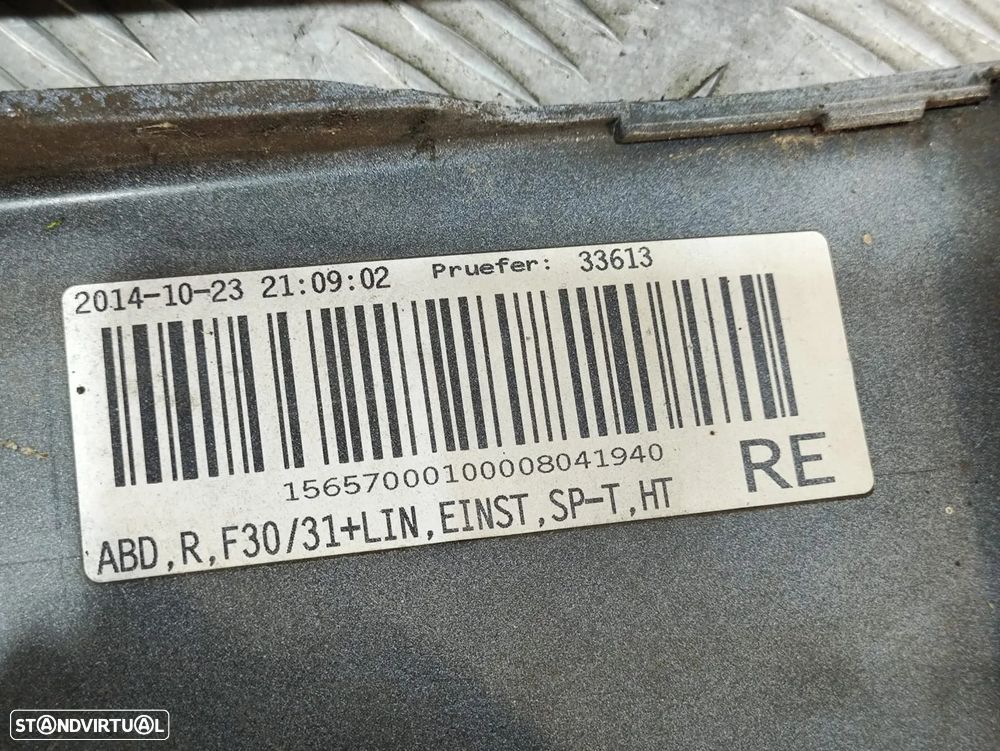 2014-10-23 21:09:02 Pruefer: 33613
15657000100008041940
RE
ABD,R,F30/31+LIN,EINST,SP-T,HT
STANDVIRTUAL